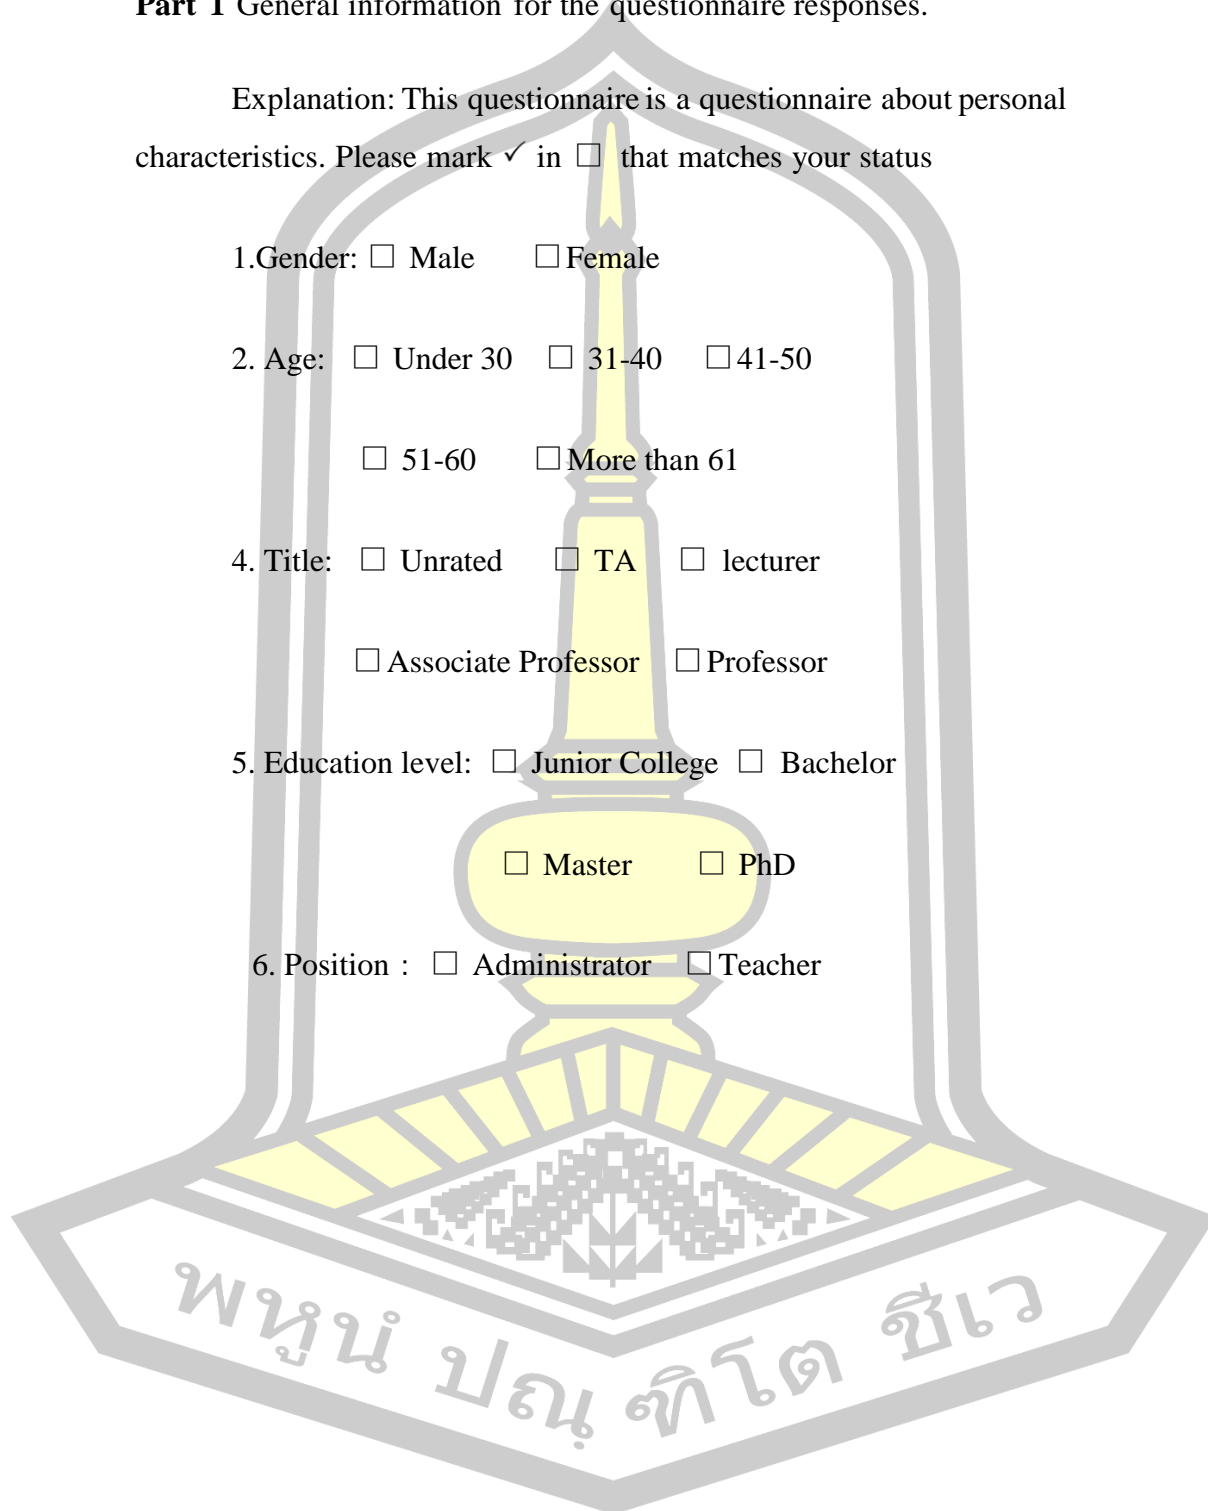 Part 1 General information for the questionnaire responses.
Explanation: This questionnaire is a questionnaire about personal
characteristics. Please mark ✓ in □ that matches your status
1.Gender: □ Male □ Female
2. Age: □ Under 30 □ 31-40 □ 41-50
□ 51-60 □ More than 61
4. Title: □ Unrated □ TA □ lecturer
□ Associate Professor □ Professor
5. Education level: □ Junior College □ Bachelor
□ Master □ PhD
6. Position : □ Administrator □ Teacher
พหูนํ ปณฺ ฑิโต ชีเว